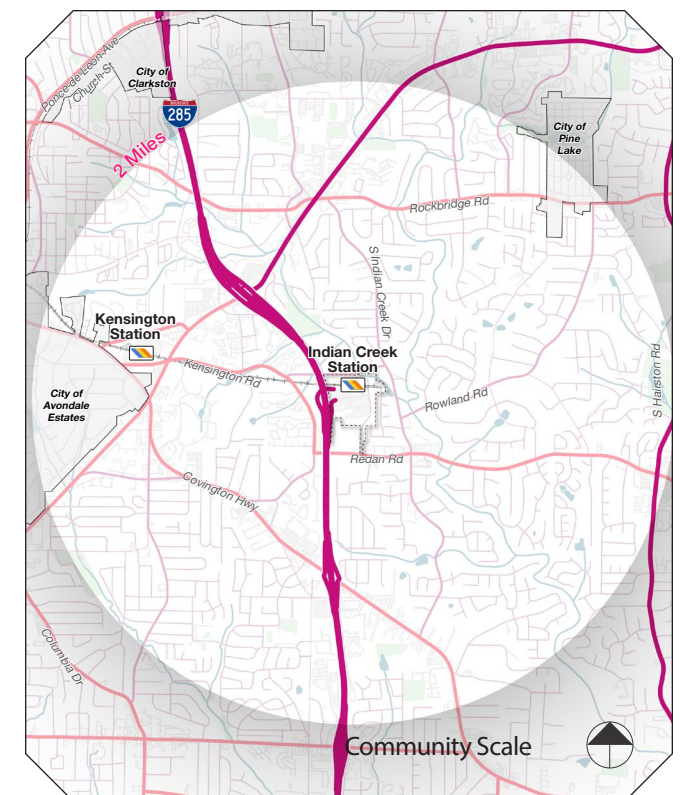 Ponce-de-Leon-Ave
Church-St
City of
Clarkston
285
2 Miles
City of
Pine
Lake
Rockbridge Rd
S Indian Creek Dr
Kensington
Station
Indian Creek
Station
Kensington Rd
S Hairston Rd
City of
Avondale
Estates
Rowland Rd
Redan Rd
Covington Hwy
Columbia Dr
Community Scale